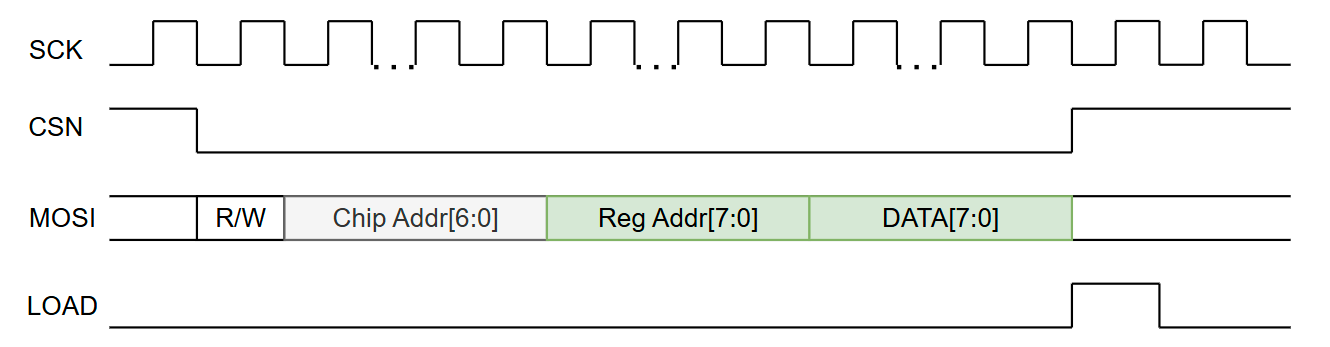 SCK
CSN
MOSI R/W Chip Addr[6:0] Reg Addr[7:0] DATA[7:0]
LOAD